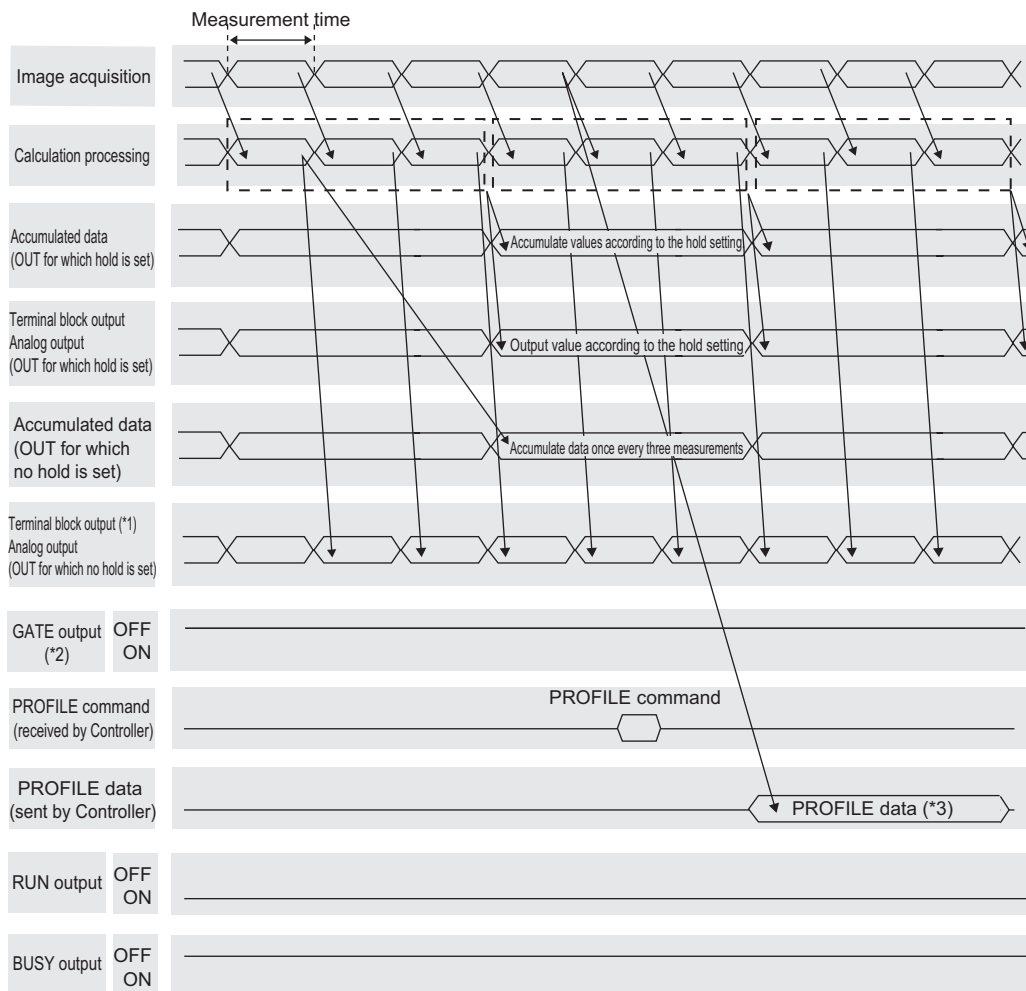 Measurement time
Image acquisition
Calculation processing
Accumulated data
(OUT for which hold is set)
Accumulate values according to the hold setting
Terminal block output
Analog output
(OUT for which hold is set)
Output value according to the hold setting
Accumulated data
(OUT for which
no hold is set)
Accumulate data once every three measurements
Terminal block output (*1)
Analog output
(OUT for which no hold is set)
GATE output
(*2)
OFF
ON
PROFILE command
(received by Controller)
PROFILE command
PROFILE data
(sent by Controller)
PROFILE data (*3)
RUN output
OFF
ON
BUSY output
OFF
ON